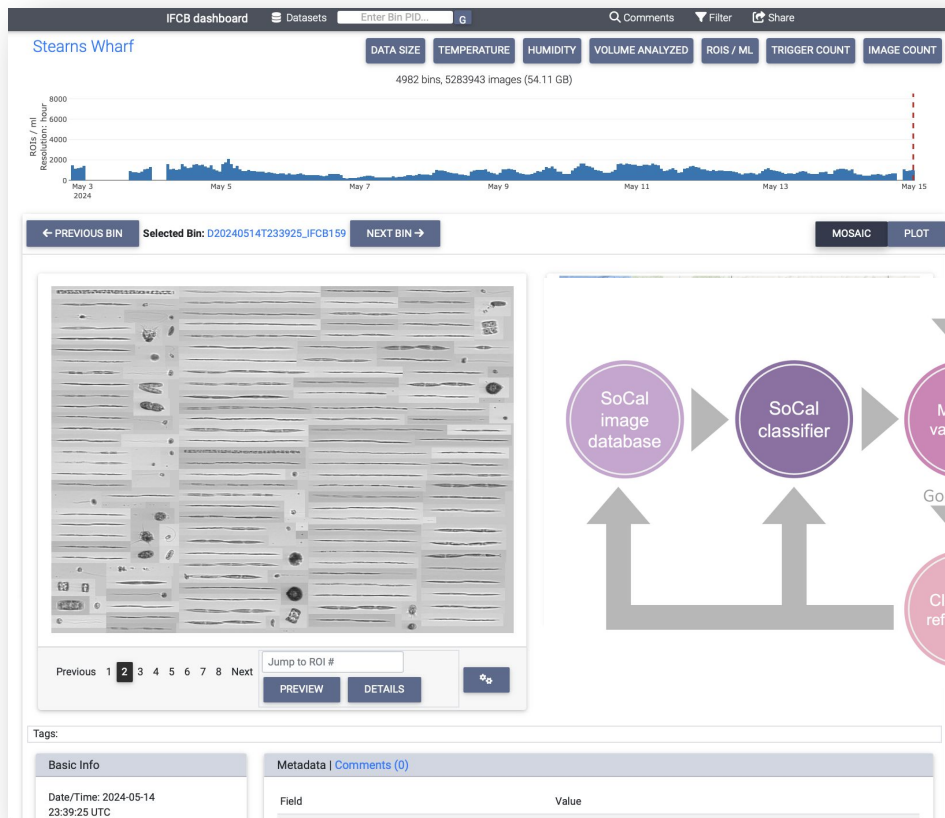 IFCB dashboard Datasets Enter Bin PID... G Comments Filter Share
Stearns Wharf DATA SIZE TEMPERATURE HUMIDITY VOLUME ANALYZED ROIS / ML TRIGGER COUNT IMAGE COUNT
4982 bins, 5283943 images (54.11 GB)
ROIs / ml
Resolution: hour
8000
6000
4000
2000
0
May 3 May 5 May 7 May 9 May 11 May 13 May 15
2024
PREVIOUS BIN Selected Bin: D20240514T233925_IFCB159 NEXT BIN MOSAIC PLOT
SoCal
image
database
SoCal
classifier
M
va
Go
Cl
ref
Previous 1 2 3 4 5 6 7 8 Next Jump to ROI #
PREVIEW DETAILS
Tags:
Basic Info Metadata | Comments (0)
Date/Time: 2024-05-14
23:39:25 UTC
Field Value